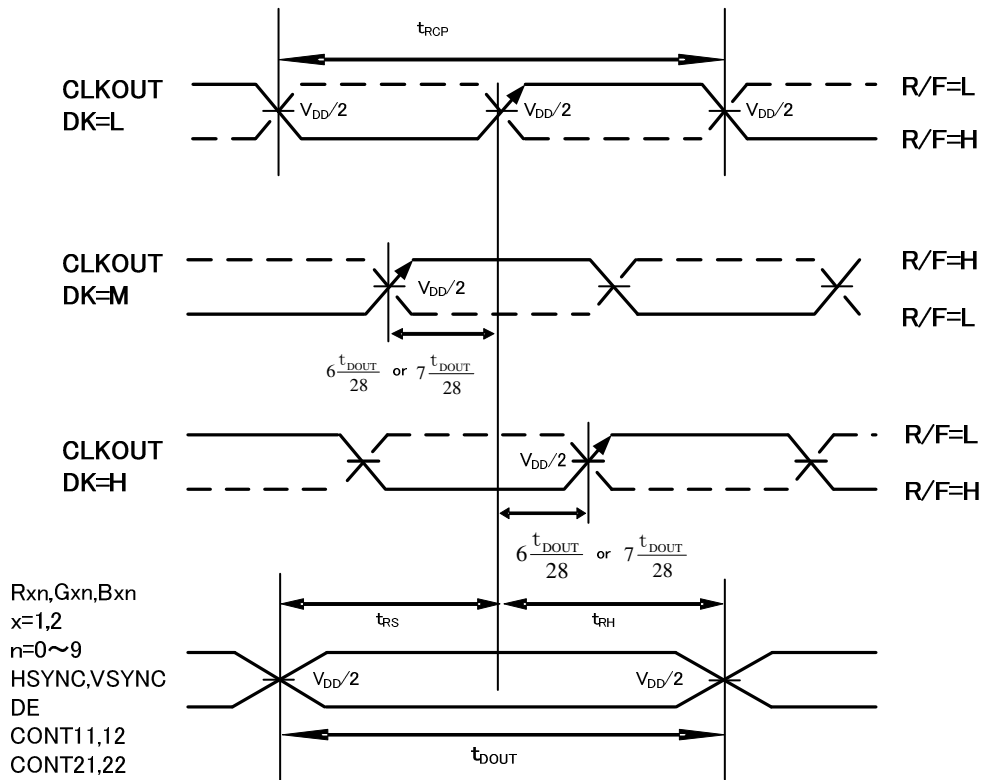 tRCP
CLKOUT
DK=L
VDD/2
VDD/2
VDD/2
R/F=L
R/F=H
CLKOUT
DK=M
VDD/2
R/F=H
R/F=L
6 tDOUT/28 or 7 tDOUT/28
CLKOUT
DK=H
VDD/2
R/F=L
R/F=H
6 tDOUT/28 or 7 tDOUT/28
Rxn,Gxn,Bxn
x=1,2
n=0～9
HSYNC,VSYNC
DE
CONT11,12
CONT21,22
tRS
tRH
VDD/2
VDD/2
tDOUT